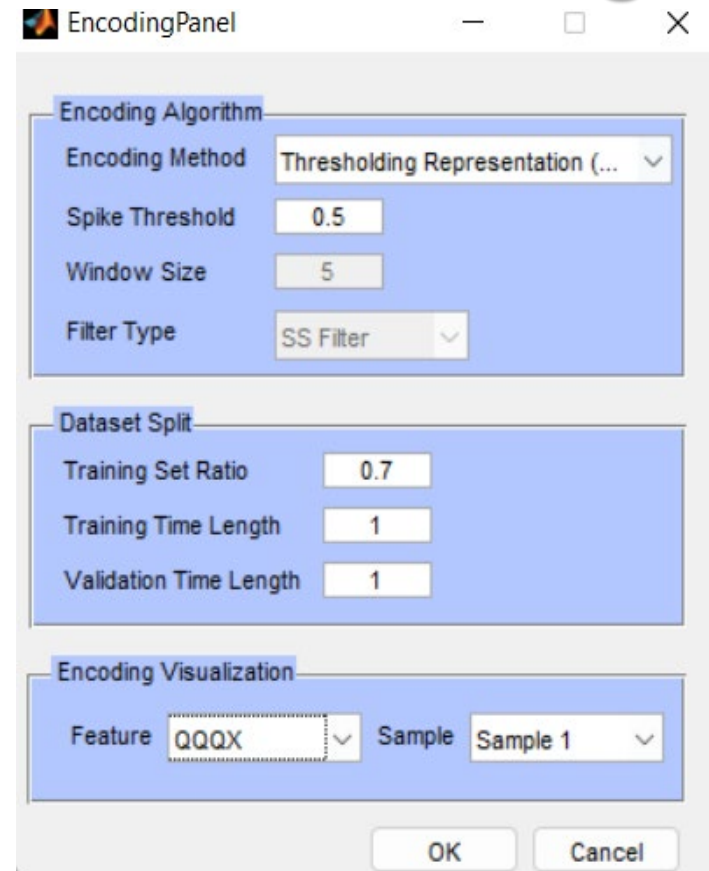 EncodingPanel
Encoding Algorithm
Encoding Method Thresholding Representation (...
Spike Threshold 0.5
Window Size 5
Filter Type SS Filter
Dataset Split
Training Set Ratio 0.7
Training Time Length 1
Validation Time Length 1
Encoding Visualization
Feature QQQX Sample Sample 1
OK Cancel